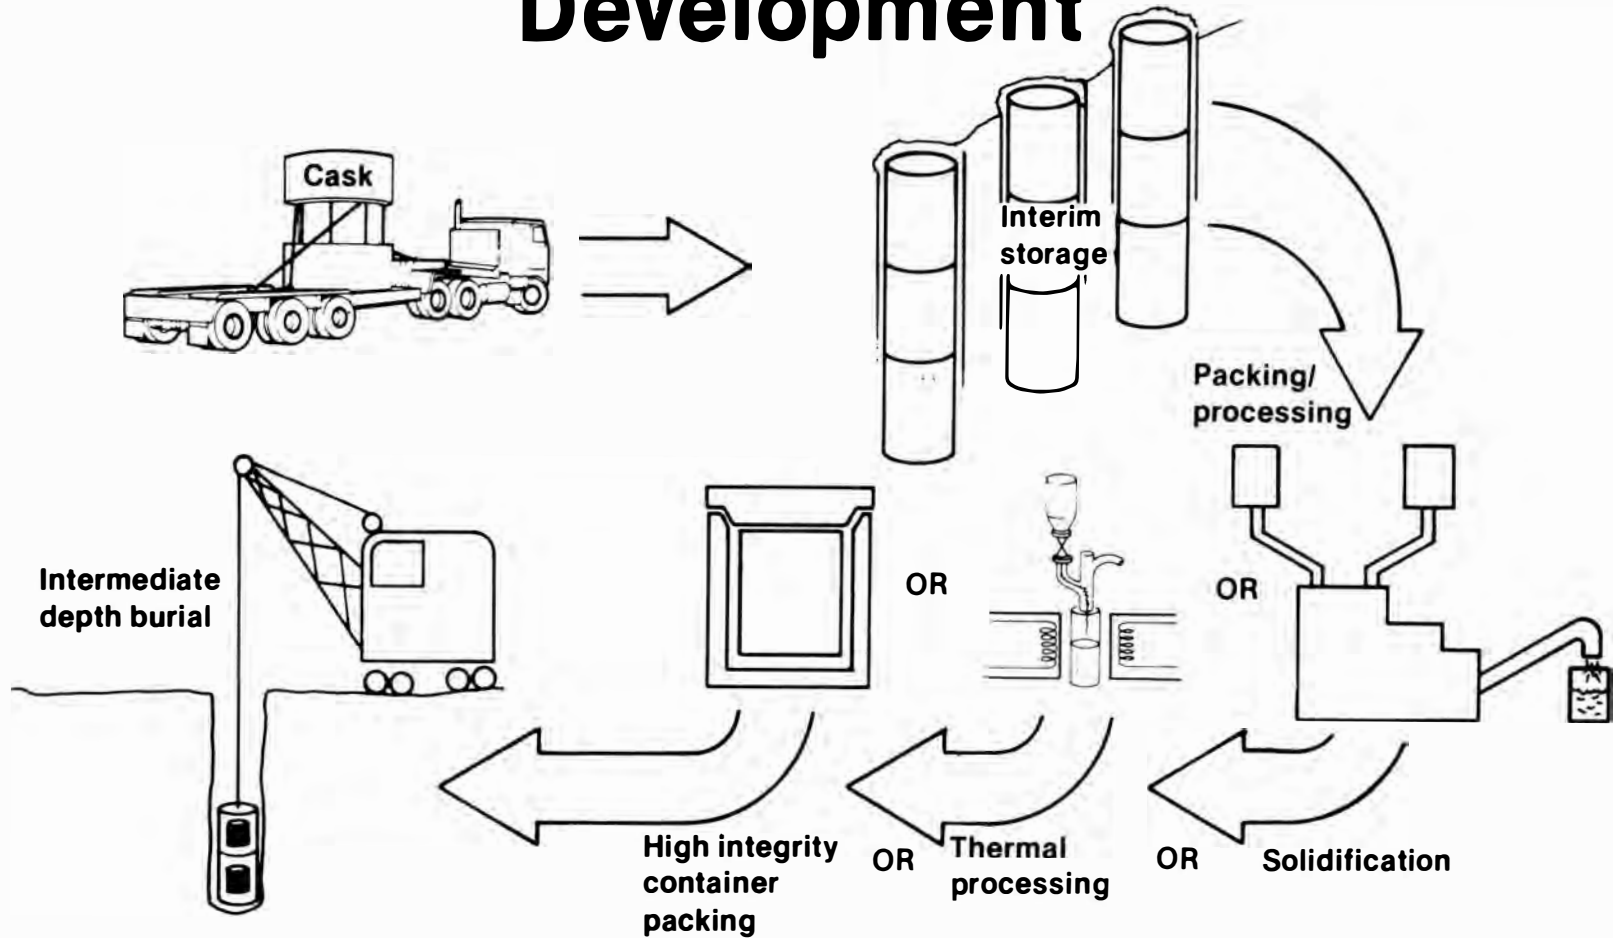 Development
Cask
Interim
storage
Packing/
processing
Intermediate
depth burial
OR
OR
High integrity
container
packing
OR
Thermal
processing
OR
Solidification